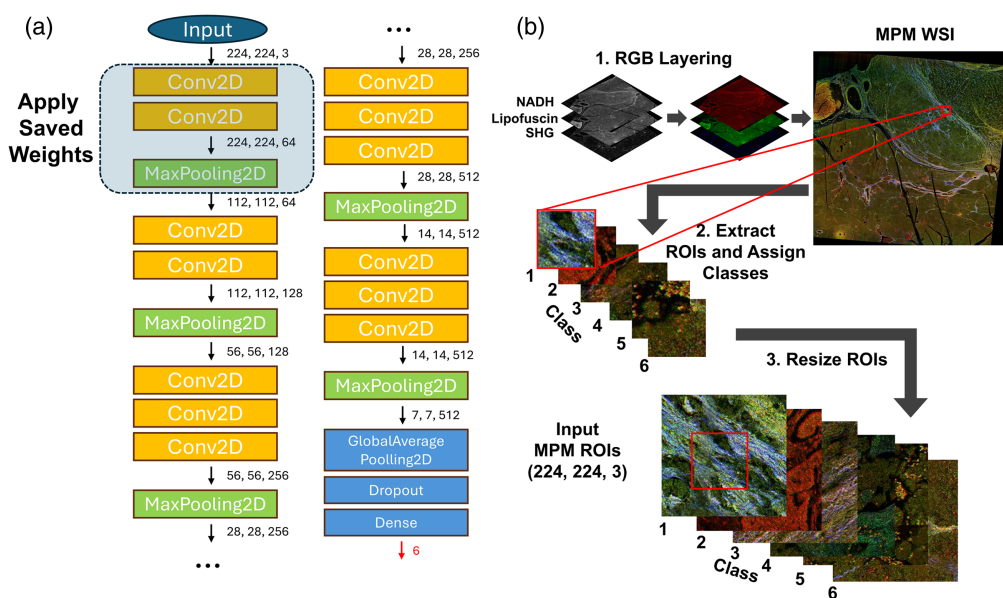 (a)
Input
224, 224, 3
Conv2D
Conv2D
224, 224, 64
MaxPooling2D
Apply
Saved
Weights
112, 112, 64
Conv2D
Conv2D
112, 112, 128
MaxPooling2D
56, 56, 128
Conv2D
Conv2D
Conv2D
56, 56, 256
MaxPooling2D
28, 28, 256
...
...
28, 28, 256
Conv2D
Conv2D
Conv2D
28, 28, 512
MaxPooling2D
14, 14, 512
Conv2D
Conv2D
Conv2D
14, 14, 512
MaxPooling2D
7, 7, 512
GlobalAverage
Poolling2D
Dropout
Dense
6
(b)
MPM WSI
1. RGB Layering
NADH
Lipofuscin
SHG
2. Extract
ROIs and Assign
Classes
1
2
3
4
5
6
Class
3. Resize ROIs
Input
MPM ROIs
(224, 224, 3)
1
2
3
4
5
6
Class